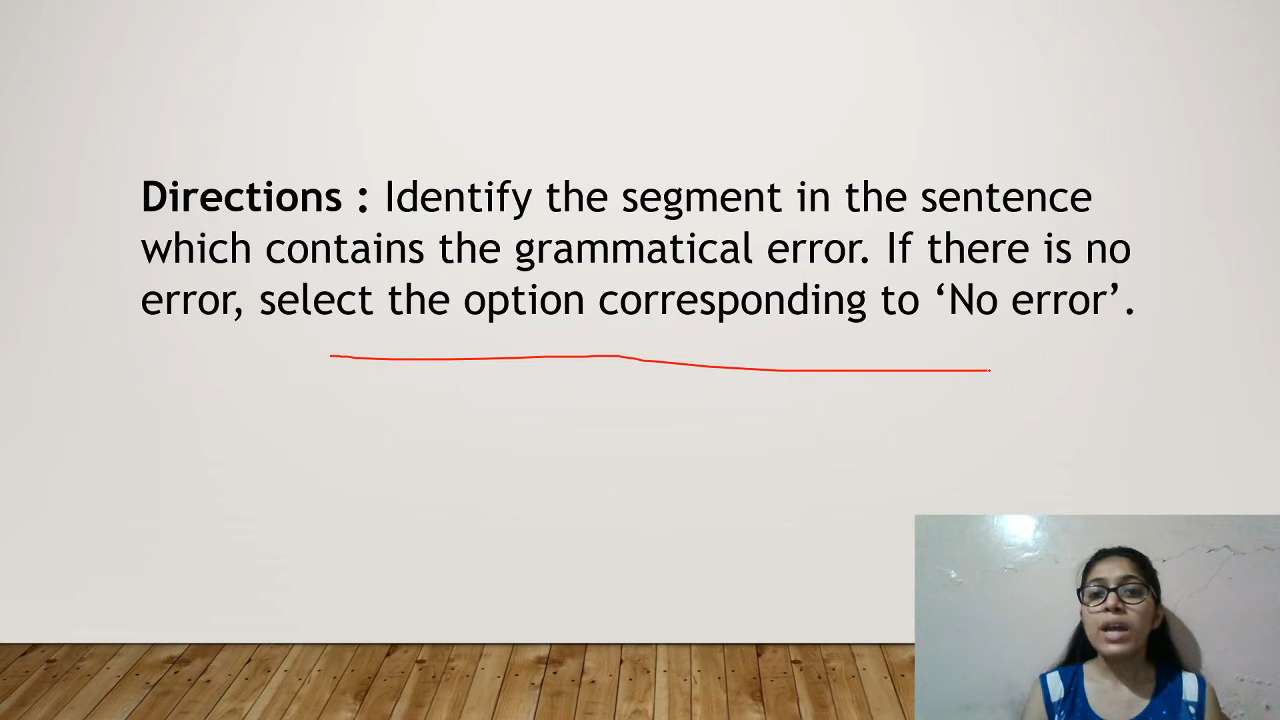 Directions : Identify the segment in the sentence
which contains the grammatical error. If there is no
error, select the option corresponding to ‘No error’.